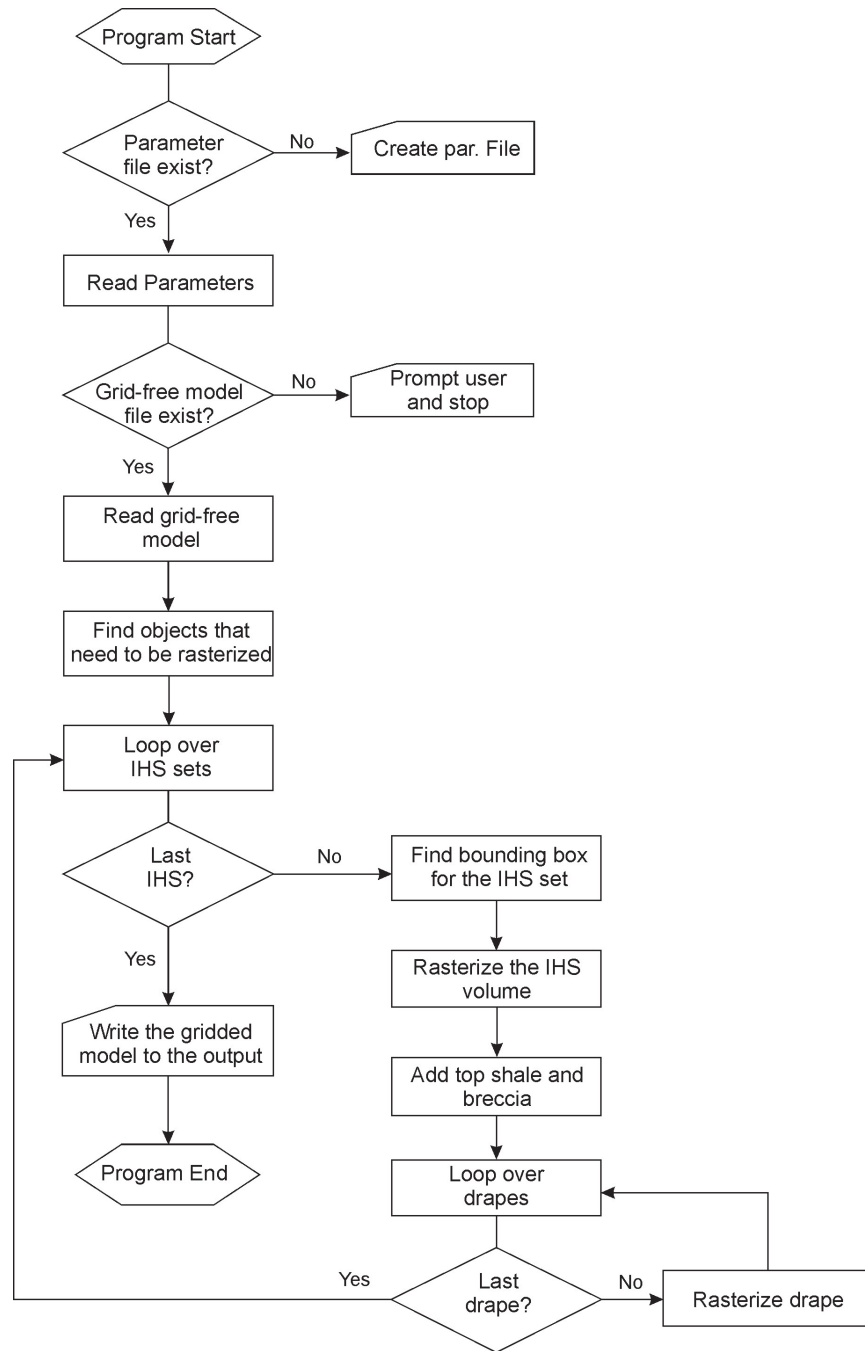 Program Start
Parameter
file exist?
No
Create par. File
Yes
Read Parameters
Grid-free model
file exist?
No
Prompt user
and stop
Yes
Read grid-free
model
Find objects that
need to be rasterized
Loop over
IHS sets
Last
IHS?
No
Find bounding box
for the IHS set
Yes
Rasterize the IHS
volume
Write the gridded
model to the output
Add top shale and
breccia
Program End
Loop over
drapes
Yes
Last
drape?
No
Rasterize drape